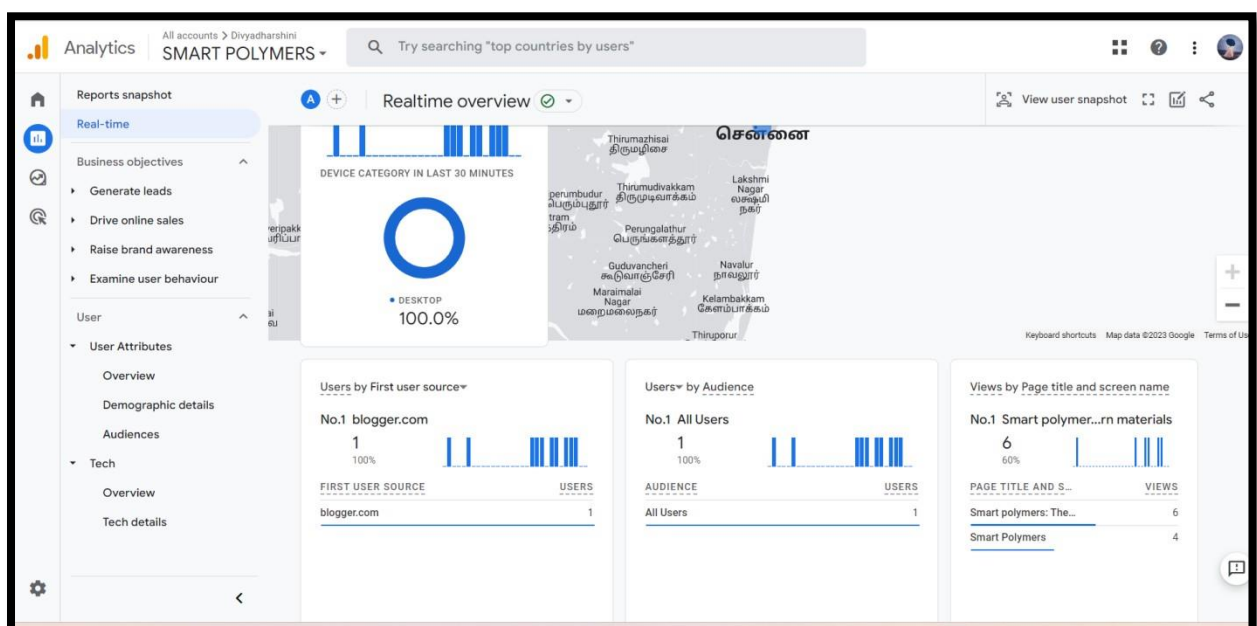 Analytics
All accounts > Divyadharshini
SMART POLYMERS
Try searching "top countries by users"
Reports snapshot
Real-time
Business objectives
Generate leads
Drive online sales
Raise brand awareness
Examine user behaviour
User
User Attributes
Overview
Demographic details
Audiences
Tech
Overview
Tech details
A
Realtime overview
View user snapshot
DEVICE CATEGORY IN LAST 30 MINUTES
DESKTOP
100.0%
சென்னை
Thirumazhisai
திருமழிசை
Lakshmi
Nagar
லக்ஷ்மி
நகர்
perumbudur
Thirumudivakkam
திருமுடிவாக்கம்
Perungalathur
பெருங்களத்தூர்
Guduvancheri
கூடுவாஞ்சேரி
Navalur
நாவலூர்
Maraimalai
Nagar
மறைமலைநகர்
Kelambakkam
கேளம்பாக்கம்
Thiruporur
Keyboard shortcuts Map data ©2023 Google Terms of Us
Users by First user source
No.1 blogger.com
1
100%
FIRST USER SOURCE USERS
blogger.com 1
Users by Audience
No.1 All Users
1
100%
AUDIENCE USERS
All Users 1
Views by Page title and screen name
No.1 Smart polymer...rn materials
6
60%
PAGE TITLE AND S... VIEWS
Smart polymers: The... 6
Smart Polymers 4